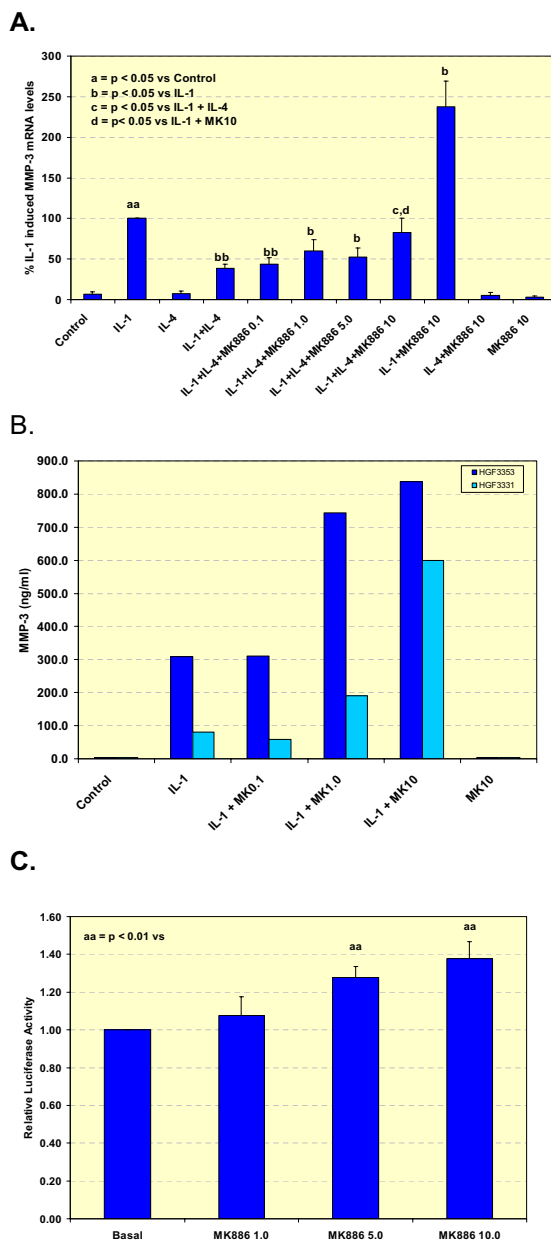 A.
300
250
200
150
100
50
0
% IL-1 induced MMP-3 mRNA levels
a = p < 0.05 vs Control
b = p < 0.05 vs IL-1
c = p < 0.05 vs IL-1 + IL-4
d = p< 0.05 vs IL-1 + MK10
aa
bb
bb
b
b
c,d
b
Control
IL-1
IL-4
IL-1+IL-4
IL-1+IL-4+MK886 0.1
IL-1+IL-4+MK886 1.0
IL-1+IL-4+MK886 5.0
IL-1+IL-4+MK886 10
IL-1+MK886 10
IL-4+MK886 10
MK886 10
B.
900.0
800.0
700.0
600.0
500.0
400.0
300.0
200.0
100.0
0.0
MMP-3 (ng/ml)
HGF3353
HGF3331
Control
IL-1
IL-1 + MK0.1
IL-1 + MK1.0
IL-1 + MK10
MK10
C.
1.60
1.40
1.20
1.00
0.80
0.60
0.40
0.20
0.00
Relative Luciferase Activity
aa = p < 0.01 vs
aa
aa
Basal
MK886 1.0
MK886 5.0
MK886 10.0